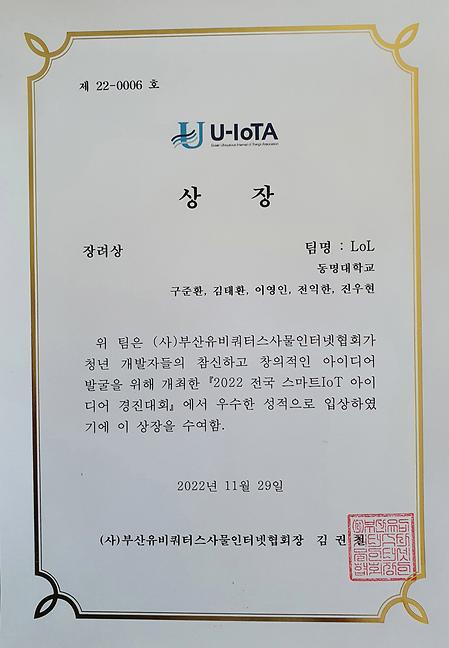 제 22-0006 호
U-IoTA
상 장
장려상 팀명 : LoL
동명대학교
구준환, 김태환, 이영인, 전익한, 진우현
위 팀은 (사)부산유비쿼터스사물인터넷협회가
청년 개발자들의 참신하고 창의적인 아이디어
발굴을 위해 개최한 『2022 전국 스마트IoT 아이
디어 경진대회』에서 우수한 성적으로 입상하였
기에 이 상장을 수여함.
2022년 11월 29일
(사)부산유비쿼터스사물인터넷협회장 김 권 철